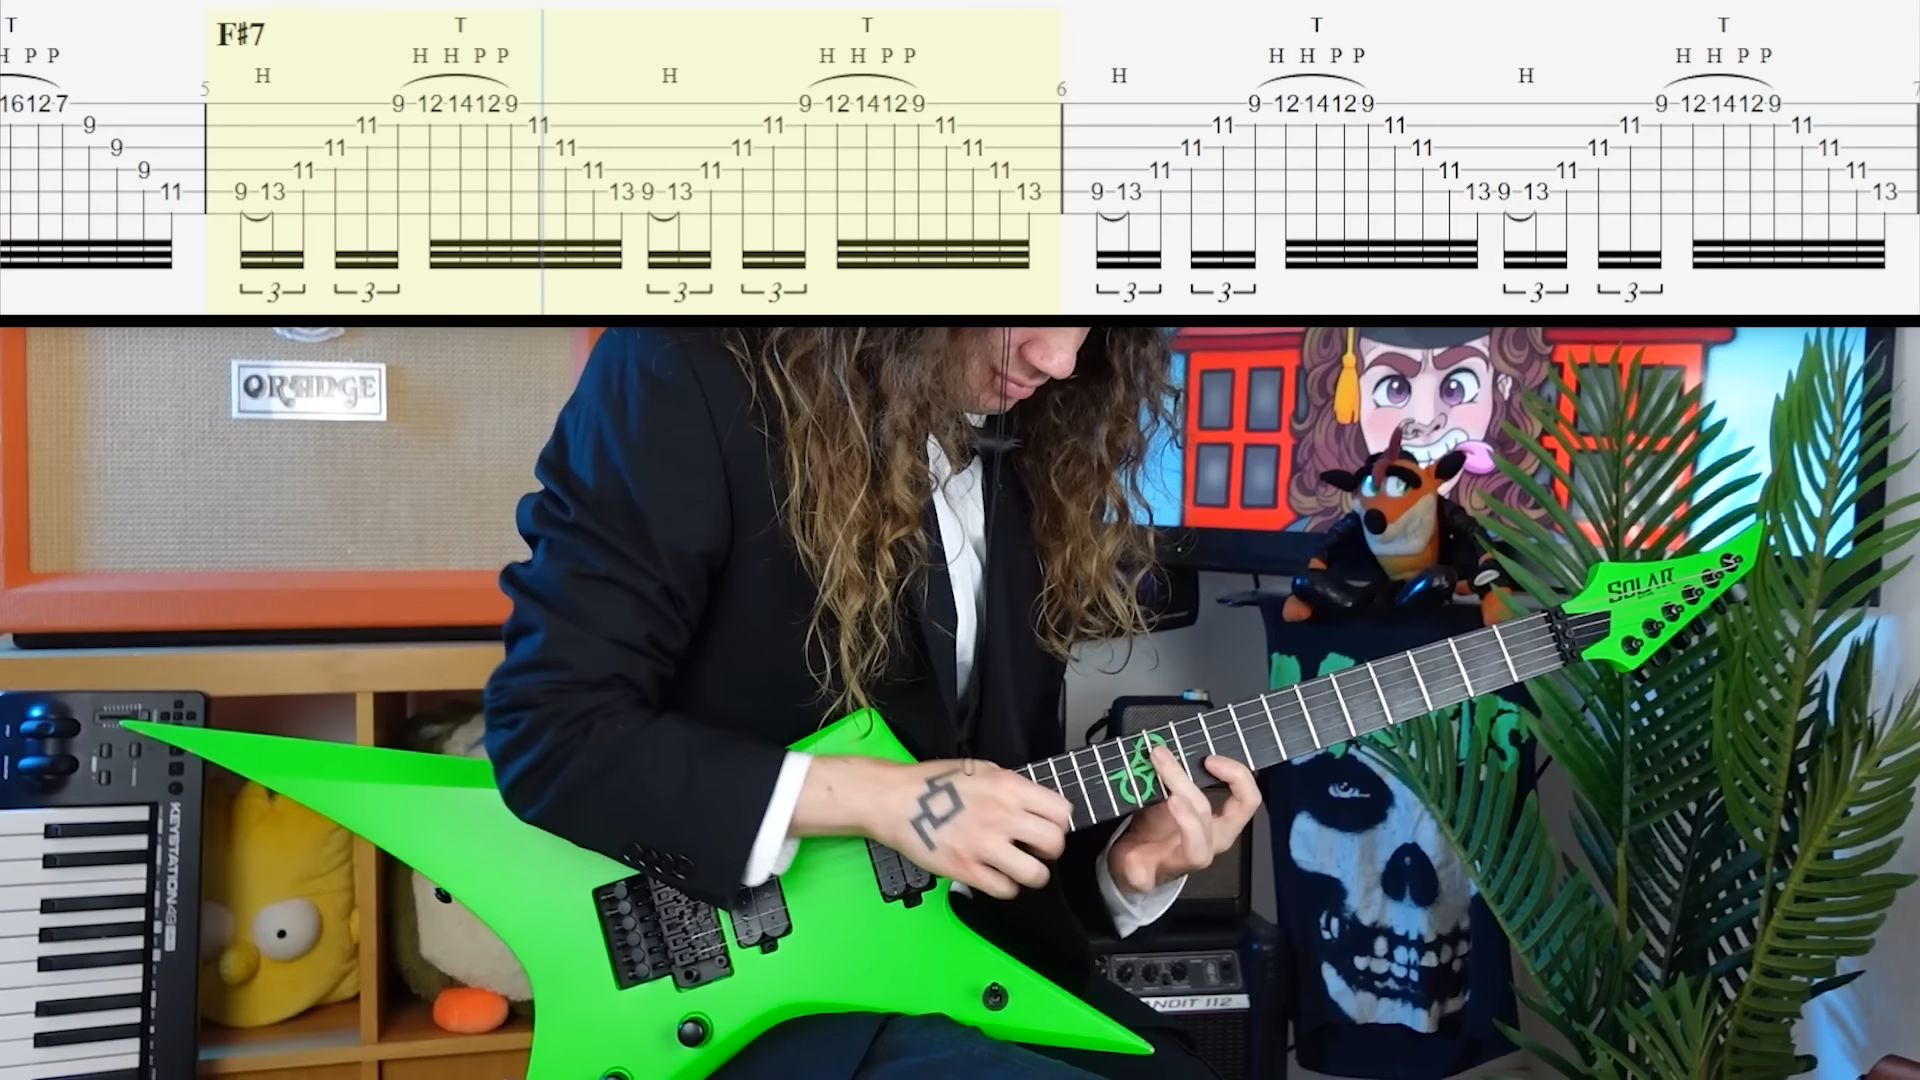 T T T T T
H P P F♯7 H H P P H H P P H H P P H H P P
H H H H
5 6 7
16 12 7 9 12 14 12 9 9 12 14 12 9 9 12 14 12 9 9 12 14 12 9
9 11 11 11 11 11 11 11 11
9 11 11 11 11 11 11 11 11
9 11 11 11 11 11 11 11 11
11 9 13 13 9 13 13 9 13 13 9 13 13
3 3 3 3 3 3 3 3
ORANGE
SOLAR
KEYSTATION 49
BANDIT 112